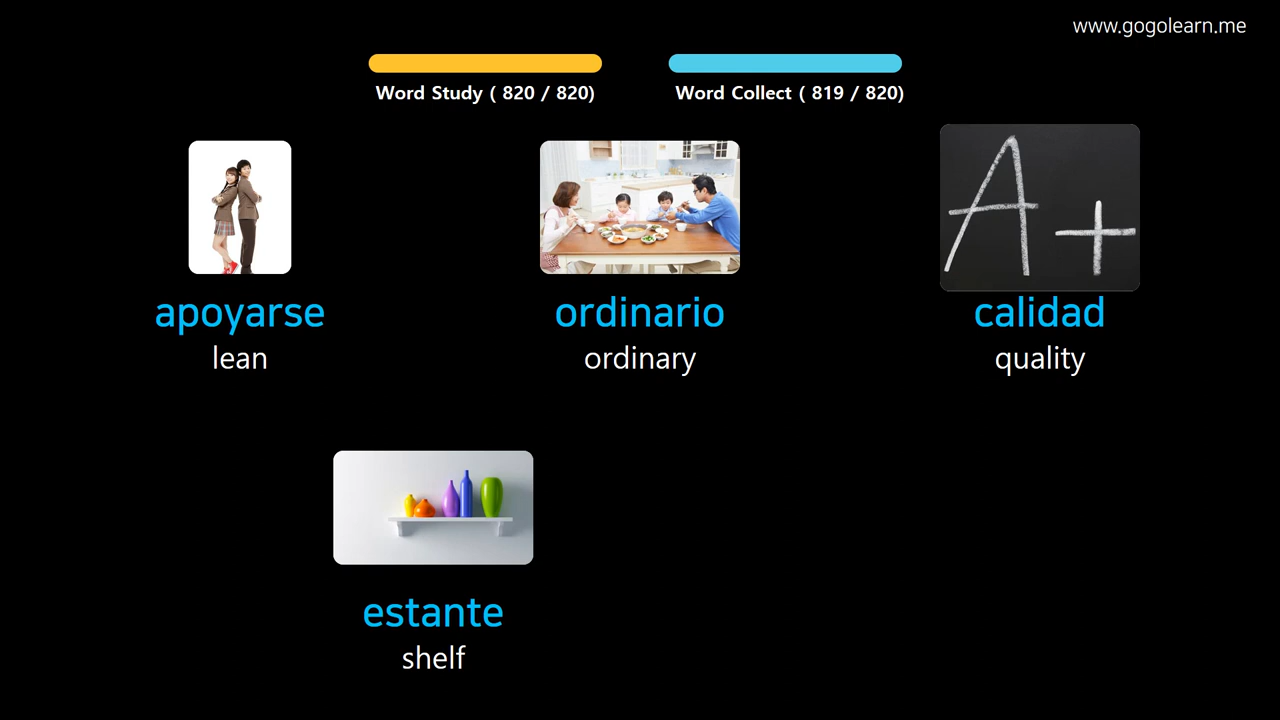 www.gogolearn.me
Word Study ( 820 / 820)
Word Collect ( 819 / 820)
A+
apoyarse
lean
ordinario
ordinary
calidad
quality
estante
shelf